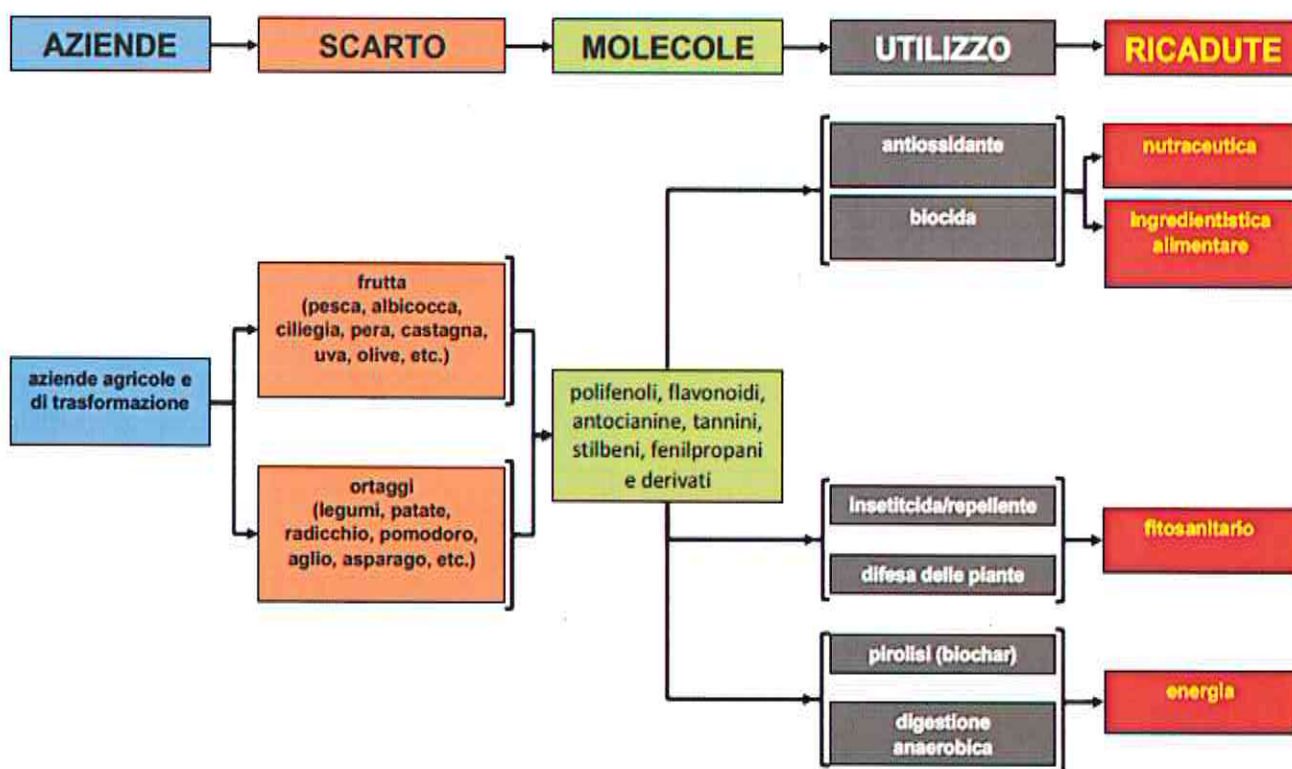 AZIENDE
SCARTO
MOLECOLE
UTILIZZO
RICADUTE
aziende agricole e
di trasformazione
frutta
(pesca, albicocca,
ciliegia, pera, castagna,
uva, olive, etc.)
ortaggi
(legumi, patate,
radicchio, pomodoro,
aglio, asparago, etc.)
polifenoli, flavonoidi,
antocianine, tannini,
stilbeni, fenilpropani
e derivati
antiossidante
biocida
insetitcida/repellente
difesa delle piante
pirolisi (biochar)
digestione
anaerobica
nutraceutica
ingredientistica
alimentare
fitosanitario
energia